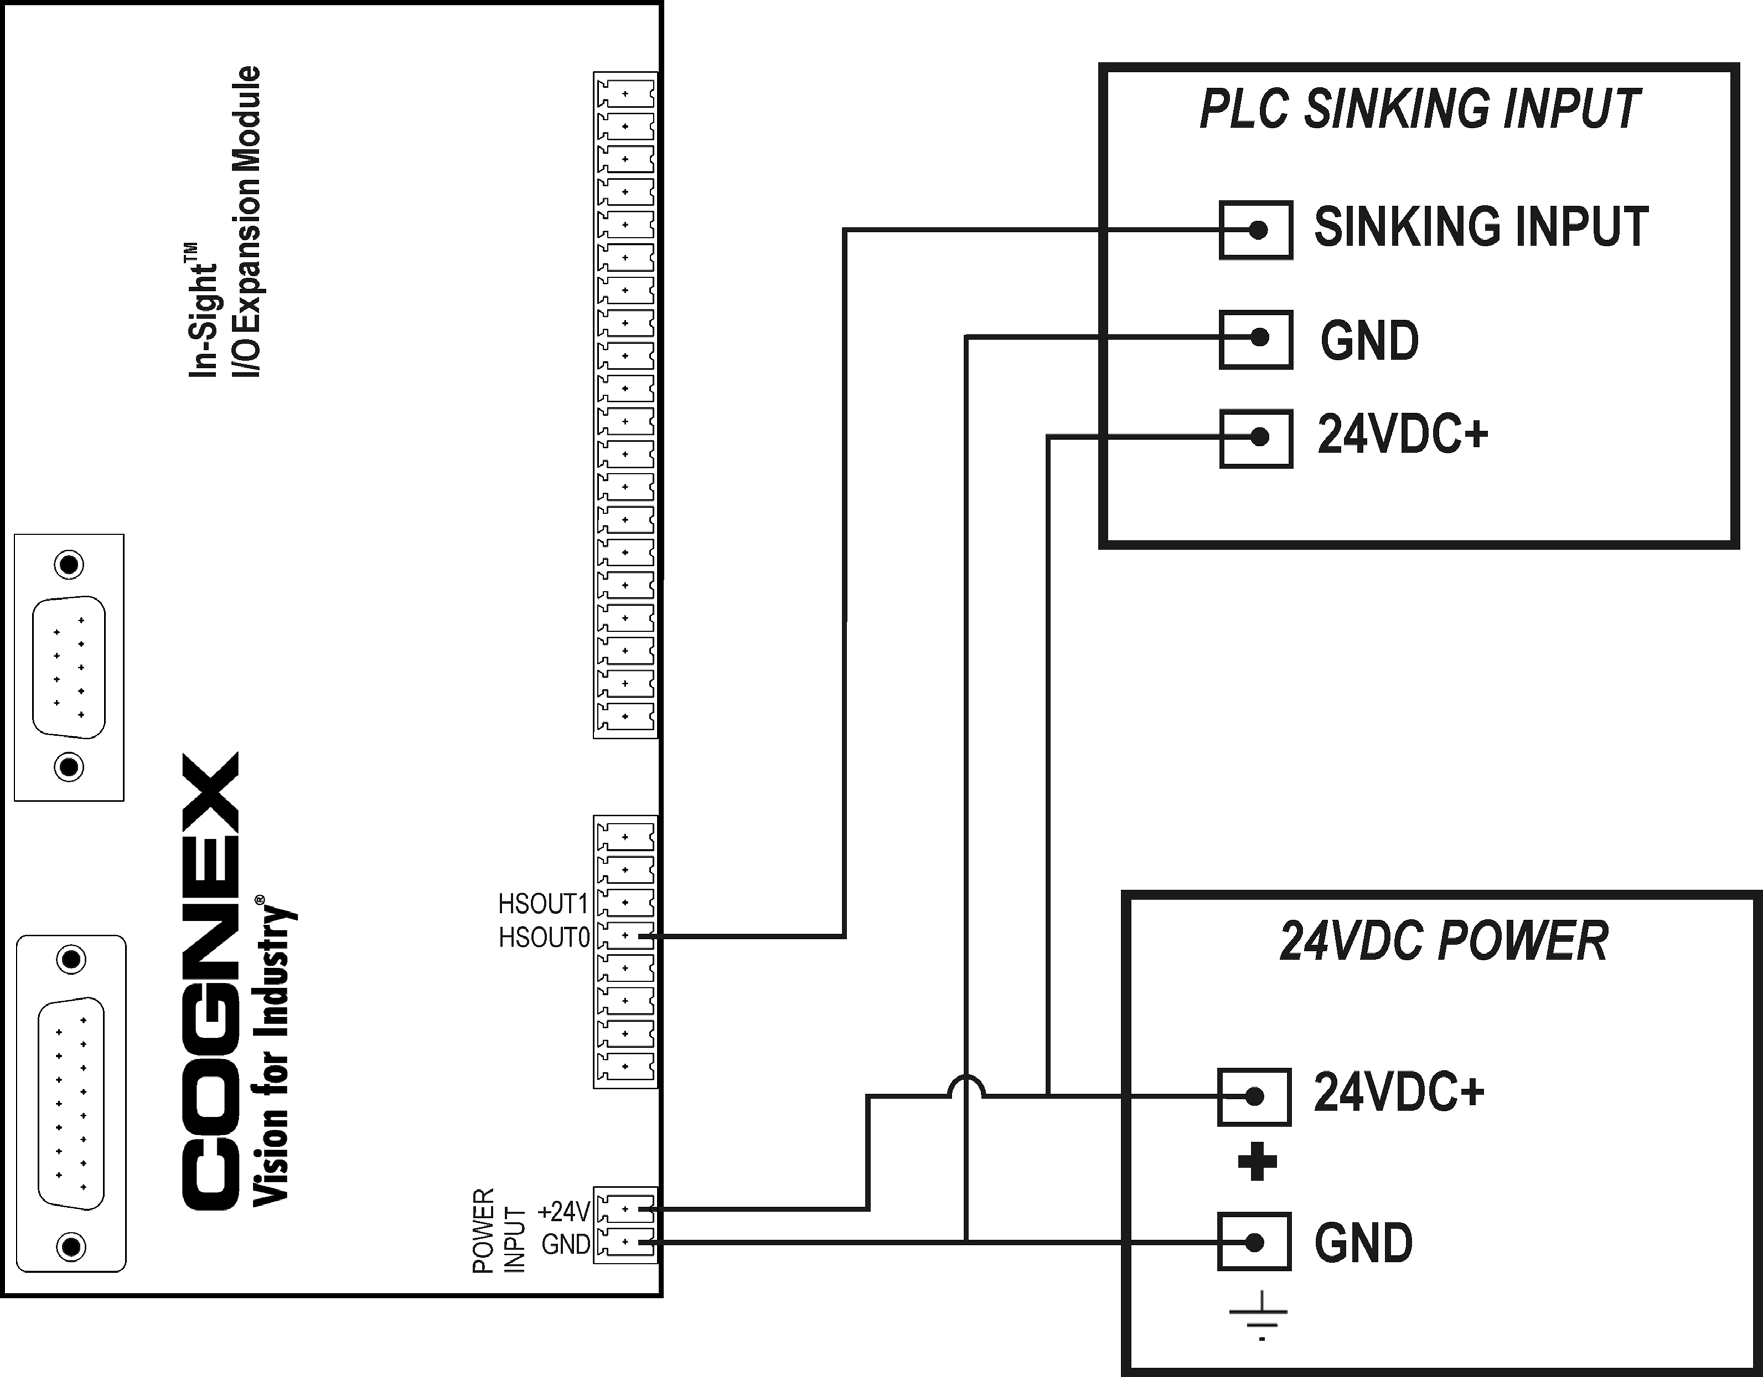 In-Sight™
I/O Expansion Module
COGNEX
Vision for Industry®
HSOUT1
HSOUT0
POWER
INPUT
+24V
GND
PLC SINKING INPUT
SINKING INPUT
GND
24VDC+
24VDC POWER
24VDC+
+
GND